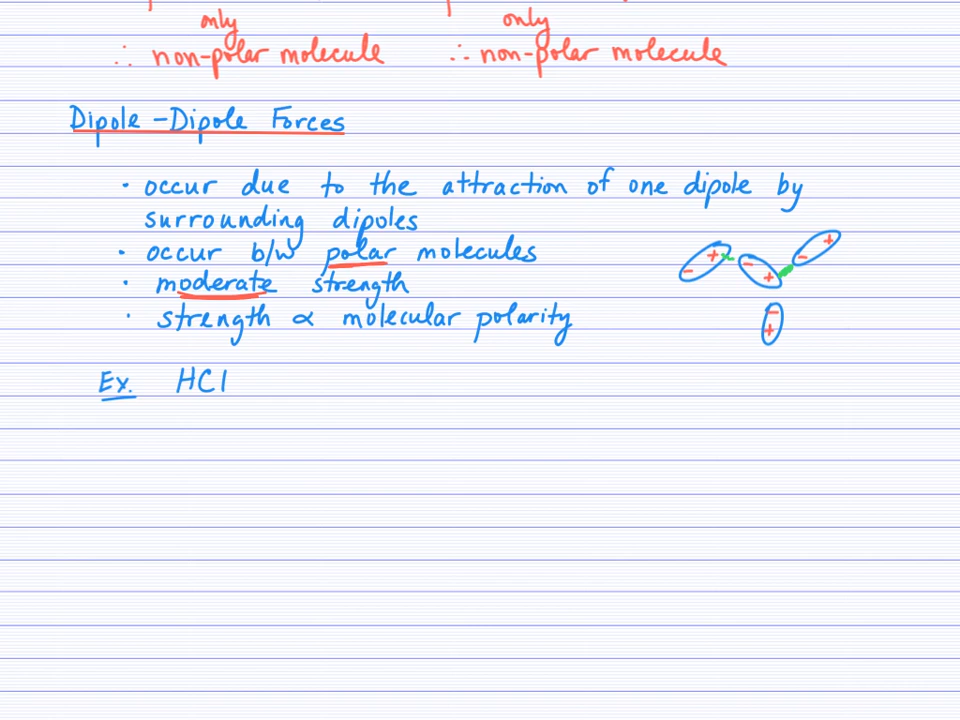 only only
∴ non-polar molecule ∴ non-polar molecule
Dipole - Dipole Forces
• occur due to the attraction of one dipole by
surrounding dipoles
• occur b/w polar molecules
• moderate strength
• strength ∝ molecular polarity
+ - + - - + - +
Ex. HCl